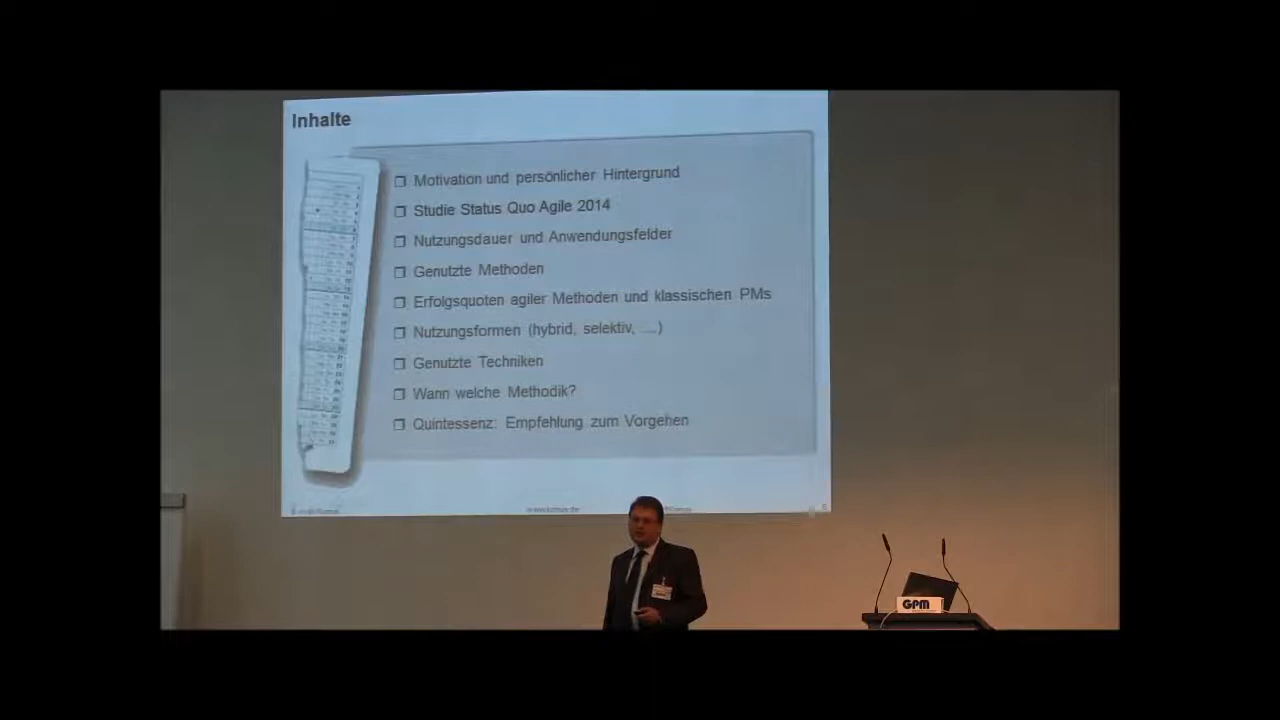 Inhalte
Motivation und persönlicher Hintergrund
Studie Status Quo Agile 2014
Nutzungsdauer und Anwendungsfelder
Genutzte Methoden
Erfolgsquoten agiler Methoden und klassischen PMs
Nutzungsformen (hybrid, selektiv, ...)
Genutzte Techniken
Wann welche Methodik?
Quintessenz: Empfehlung zum Vorgehen
GPM